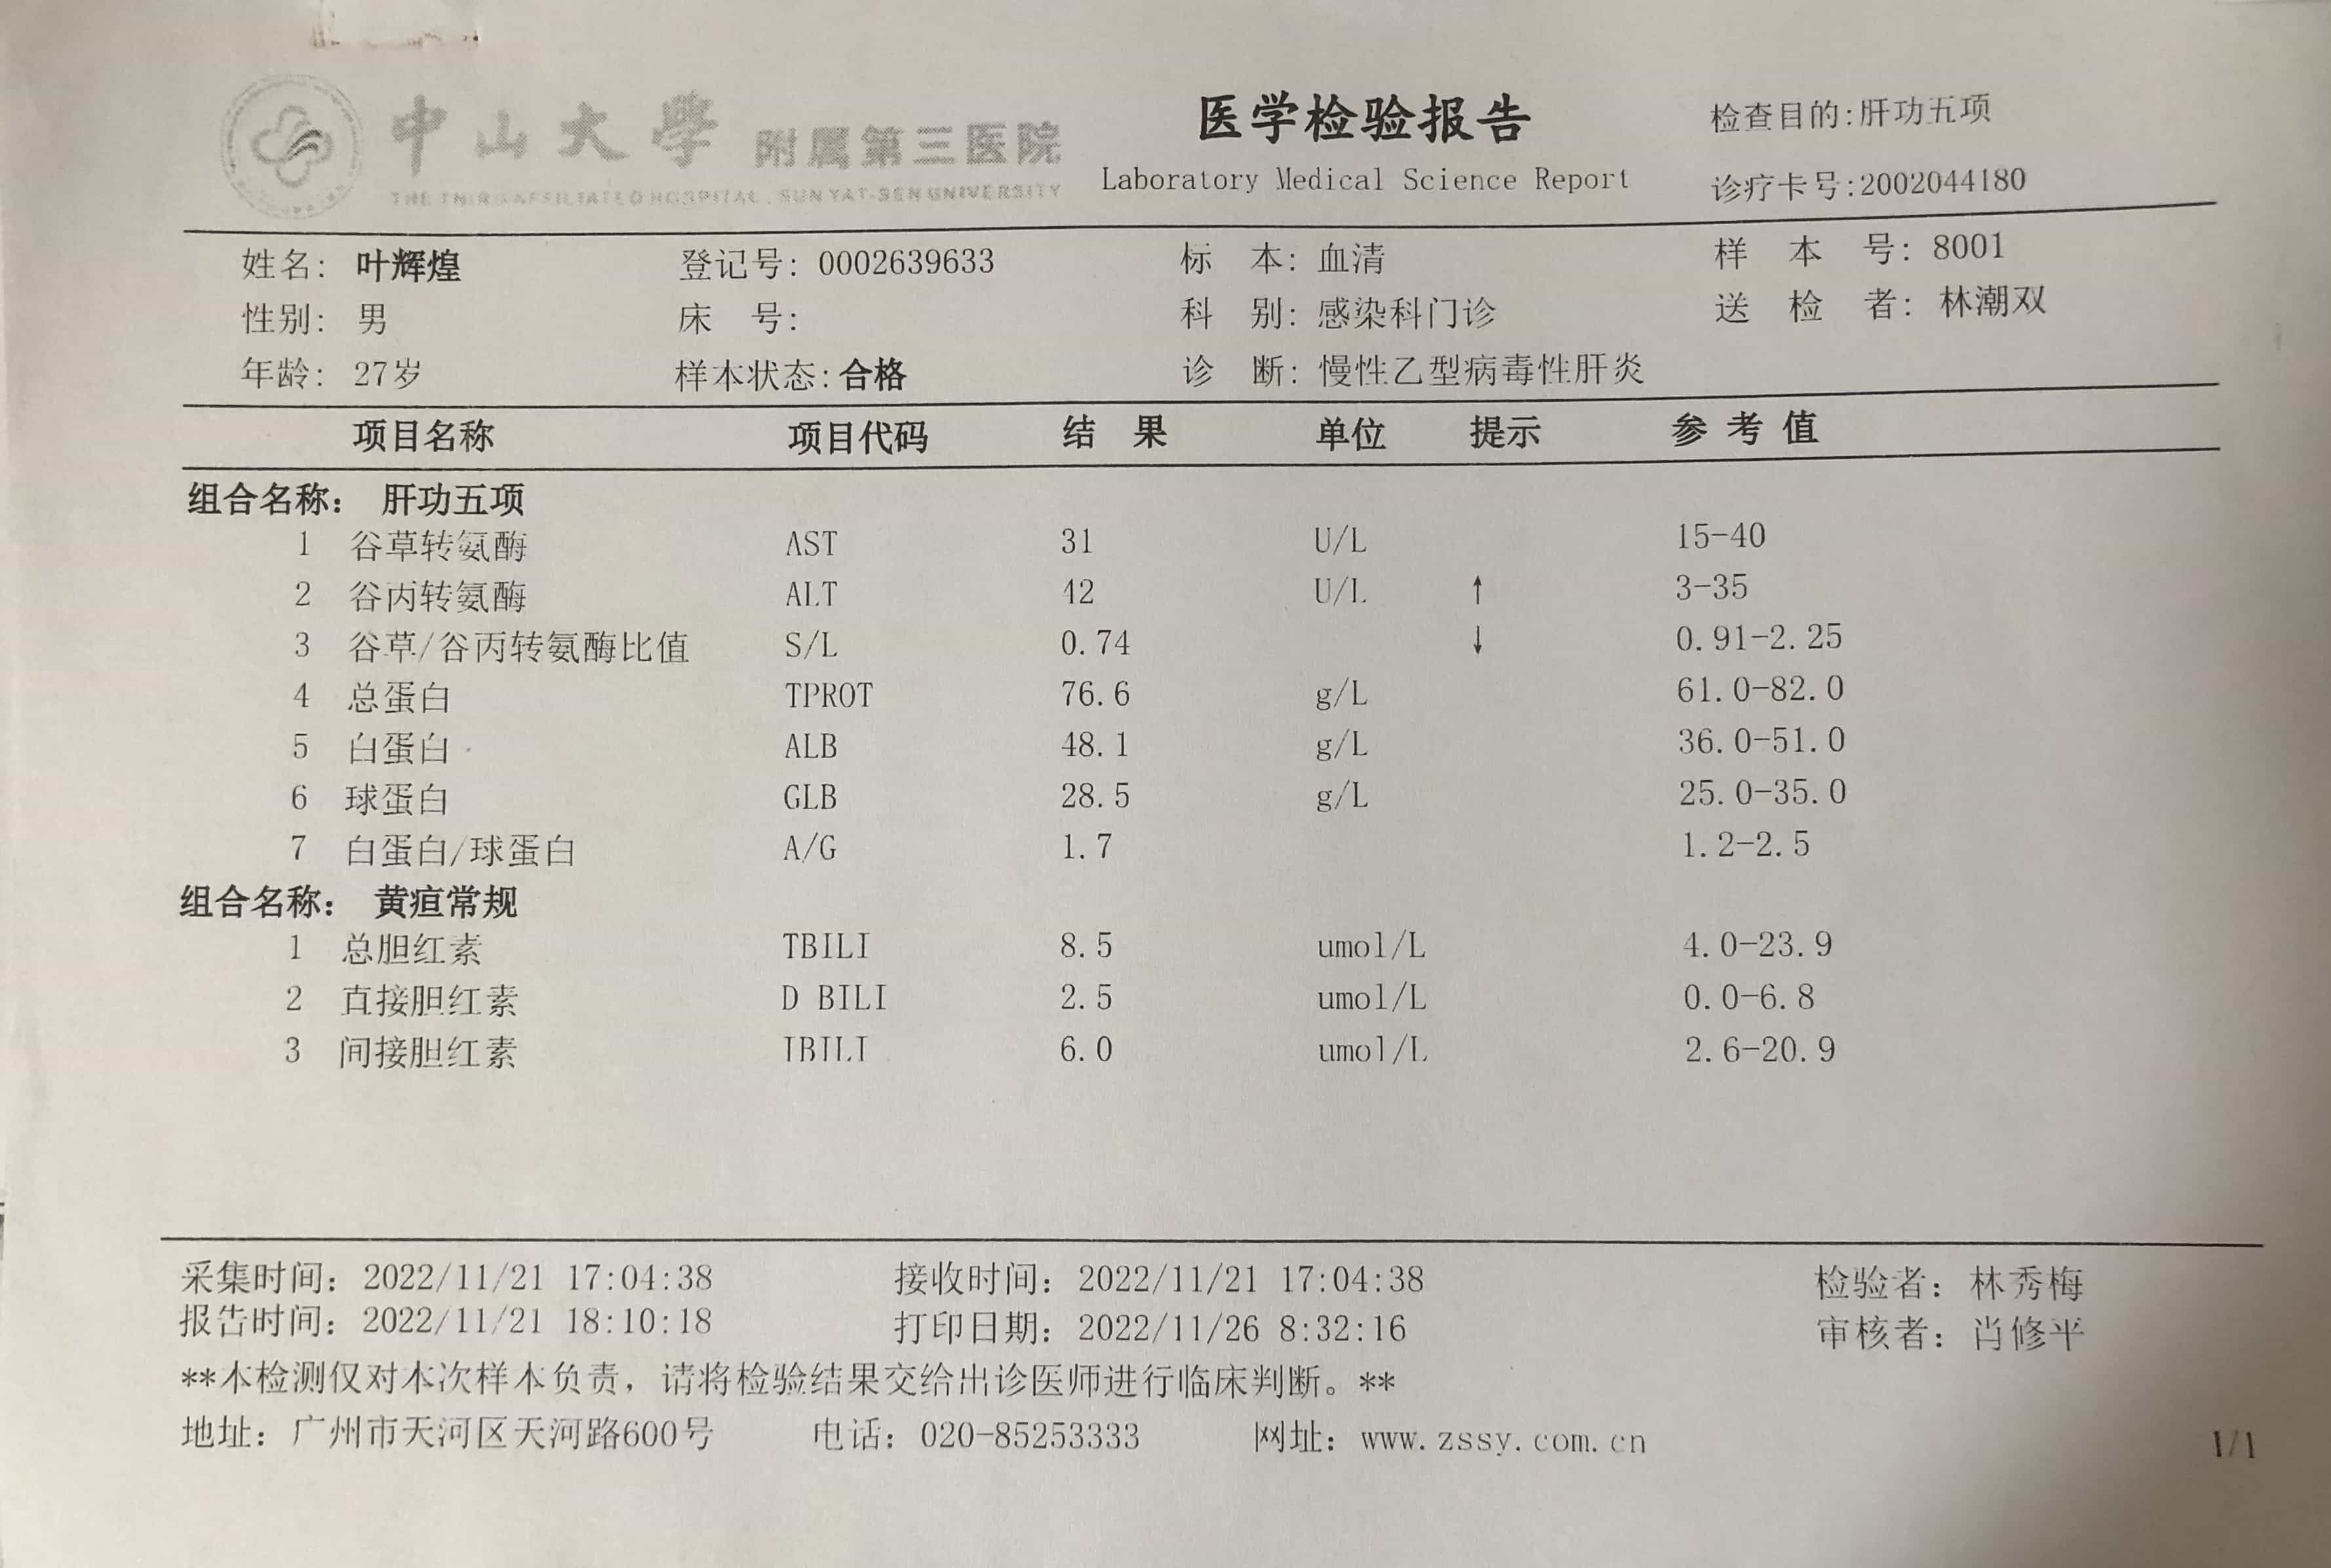 中山大學 附属第三医院
THE THIRD AFFILIATED HOSPITAL, SUN YAT-SEN UNIVERSITY
医学检验报告
Laboratory Medical Science Report
检查目的:肝功五项
诊疗卡号:2002044180
姓名: 叶辉煌 登记号: 0002639633 标 本: 血清 样 本 号: 8001
性别: 男 床 号: 科 别: 感染科门诊 送 检 者: 林潮双
年龄: 27岁 样本状态:合格 诊 断: 慢性乙型病毒性肝炎
项目名称 项目代码 结 果 单位 提示 参 考 值
组合名称: 肝功五项
1 谷草转氨酶 AST 31 U/L 15-40
2 谷丙转氨酶 ALT 42 U/L ↑ 3-35
3 谷草/谷丙转氨酶比值 S/L 0.74 ↓ 0.91-2.25
4 总蛋白 TPROT 76.6 g/L 61.0-82.0
5 白蛋白 ALB 48.1 g/L 36.0-51.0
6 球蛋白 GLB 28.5 g/L 25.0-35.0
7 白蛋白/球蛋白 A/G 1.7 1.2-2.5
组合名称: 黄疸常规
1 总胆红素 TBILI 8.5 umol/L 4.0-23.9
2 直接胆红素 D BILI 2.5 umol/L 0.0-6.8
3 间接胆红素 IBILI 6.0 umol/L 2.6-20.9
采集时间: 2022/11/21 17:04:38 接收时间: 2022/11/21 17:04:38 检验者: 林秀梅
报告时间: 2022/11/21 18:10:18 打印日期: 2022/11/26 8:32:16 审核者: 肖修平
**本检测仅对本次样本负责，请将检验结果交给出诊医师进行临床判断。**
地址: 广州市天河区天河路600号 电话: 020-85253333 网址: www.zssy.com.cn 1/1